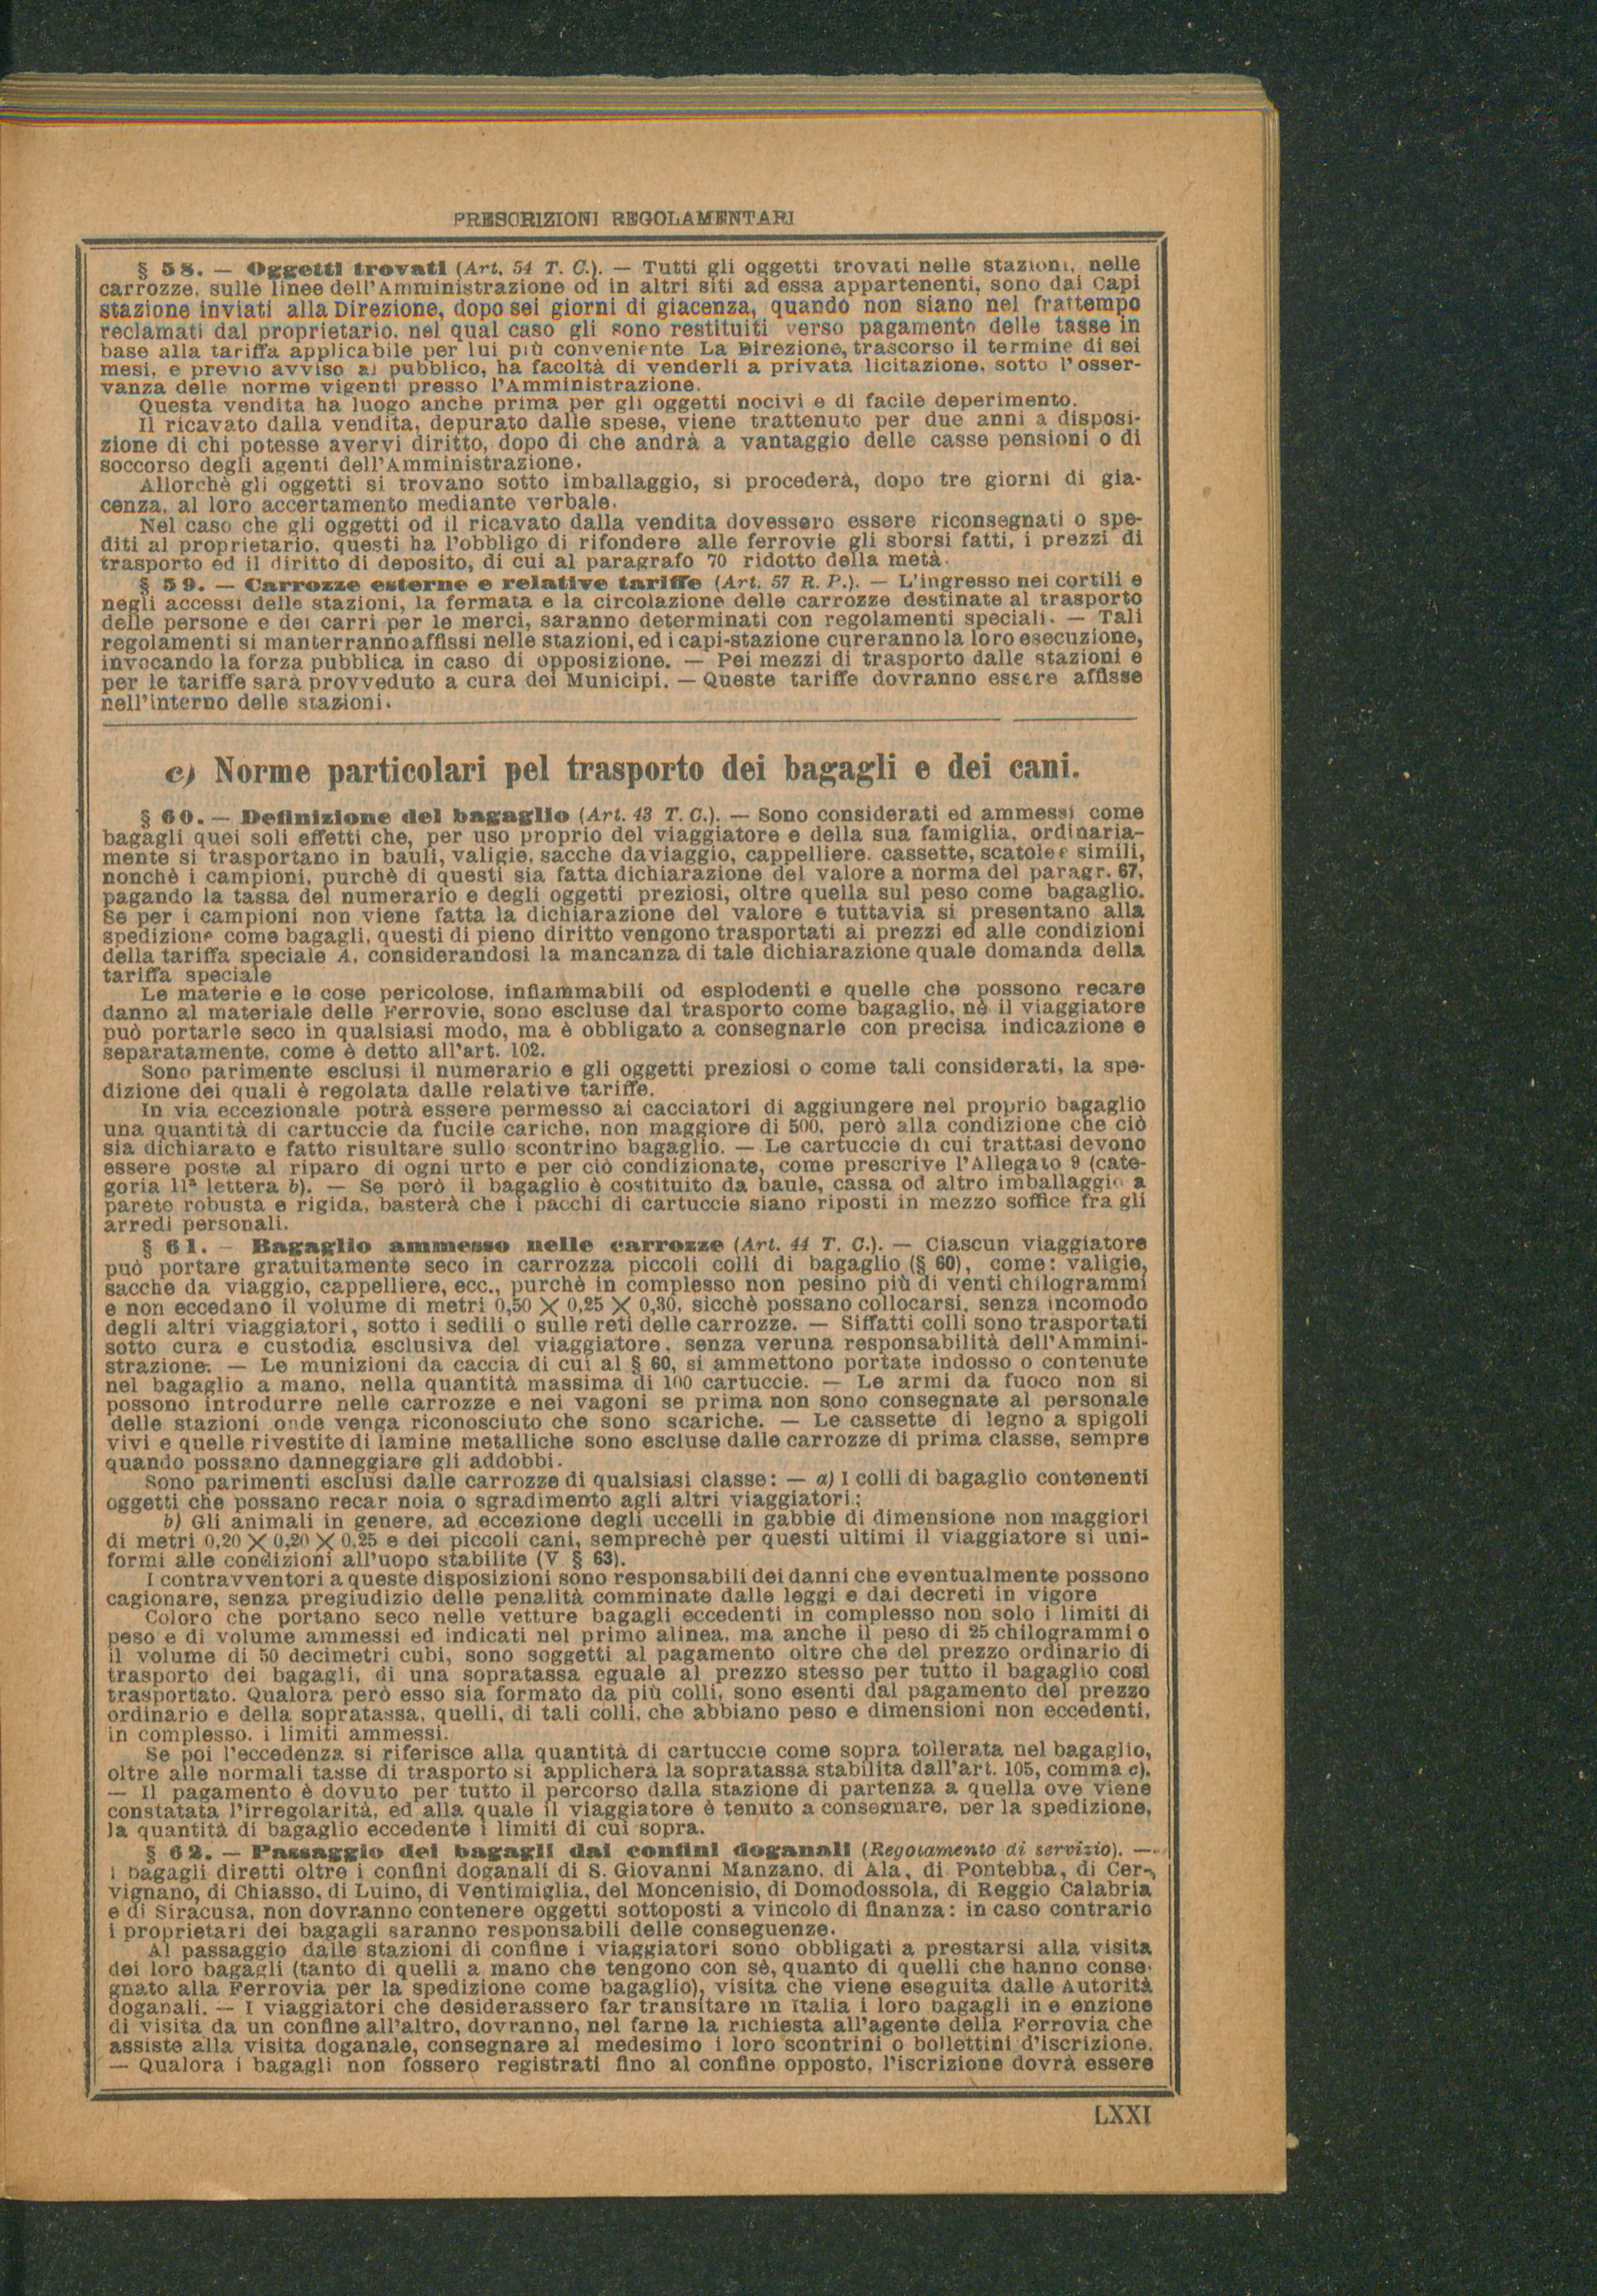 PRESCRIZIONI REGOLAMENTARI
§ 58. — Oggetti trovati (Art. 54 T. C.). — Tutti gli oggetti trovati nelle stazioni, nelle
carrozze, sulle linee dell'Amministrazione od in altri siti ad essa appartenenti, sono dai Capi
stazione inviati alla Direzione, dopo sei giorni di giacenza, quando non siano nel frattempo
reclamati dal proprietario. nel qual caso gli sono restituiti verso pagamento delle tasse in
base alla tariffa applicabile per lui più conveniente La Direzione, trascorso il termine di sei
mesi, e previo avviso al pubblico, ha facoltà di venderli a privata licitazione. sotto l'osser-
vanza delle norme vigenti presso l'Amministrazione.
Questa vendita ha luogo anche prima per gli oggetti nocivi e di facile deperimento.
Il ricavato dalla vendita, depurato dalle spese, viene trattenuto per due anni a disposi-
zione di chi potesse avervi diritto, dopo di che andrà a vantaggio delle casse pensioni o di
soccorso degli agenti dell'Amministrazione.
Allorchè gli oggetti si trovano sotto imballaggio, si procederà, dopo tre giorni di gia-
cenza, al loro accertamento mediante verbale.
Nel caso che gli oggetti od il ricavato dalla vendita dovessero essere riconsegnati o spe-
diti al proprietario, questi ha l'obbligo di rifondere alle ferrovie gli sborsi fatti, i prezzi di
trasporto ed il diritto di deposito, di cui al paragrafo 70 ridotto della metà.
§ 59. — Carrozze esterne e relative tariffe (Art. 57 R. P.). — L'ingresso nei cortili e
negli accessi delle stazioni, la fermata e la circolazione delle carrozze destinate al trasporto
delle persone e dei carri per le merci, saranno determinati con regolamenti speciali. — Tali
regolamenti si manterranno affissi nelle stazioni, ed i capi-stazione cureranno la loro esecuzione,
invocando la forza pubblica in caso di opposizione. — Pei mezzi di trasporto dalle stazioni e
per le tariffe sarà provveduto a cura dei Municipi. — Queste tariffe dovranno essere affisse
nell'interno delle stazioni.
c) Norme particolari pel trasporto dei bagagli e dei cani.
§ 60. — Definizione del bagaglio (Art. 43 T. C.). — Sono considerati ed ammessi come
bagagli quei soli effetti che, per uso proprio del viaggiatore e della sua famiglia, ordinaria-
mente si trasportano in bauli, valigie, sacche da viaggio, cappelliere. cassette, scatole e simili,
nonchè i campioni, purchè di questi sia fatta dichiarazione del valore a norma del paragr. 67,
pagando la tassa del numerario e degli oggetti preziosi, oltre quella sul peso come bagaglio.
Se per i campioni non viene fatta la dichiarazione del valore e tuttavia si presentano alla
spedizione come bagagli, questi di pieno diritto vengono trasportati ai prezzi ed alle condizioni
della tariffa speciale A, considerandosi la mancanza di tale dichiarazione quale domanda della
tariffa speciale
Le materie e le cose pericolose, infiammabili od esplodenti e quelle che possono recare
danno al materiale delle Ferrovie, sono escluse dal trasporto come bagaglio, nè il viaggiatore
può portarle seco in qualsiasi modo, ma è obbligato a consegnarle con precisa indicazione e
separatamente, come è detto all'art. 102.
Sono parimente esclusi il numerario e gli oggetti preziosi o come tali considerati, la spe-
dizione dei quali è regolata dalle relative tariffe.
In via eccezionale potrà essere permesso ai cacciatori di aggiungere nel proprio bagaglio
una quantità di cartuccie da fucile cariche, non maggiore di 500, però alla condizione che ciò
sia dichiarato e fatto risultare sullo scontrino bagaglio. — Le cartuccie di cui trattasi devono
essere poste al riparo di ogni urto e per ciò condizionate, come prescrive l'Allegato 9 (cate-
goria 11ª lettera b). — Se però il bagaglio è costituito da baule, cassa od altro imballaggio a
parete robusta e rigida, basterà che i pacchi di cartuccie siano riposti in mezzo soffice fra gli
arredi personali.
§ 61. — Bagaglio ammesso nelle carrozze (Art. 44 T. C.). — Ciascun viaggiatore
può portare gratuitamente seco in carrozza piccoli colli di bagaglio (§ 60), come: valigie,
sacche da viaggio, cappelliere, ecc., purchè in complesso non pesino più di venti chilogrammi
e non eccedano il volume di metri 0,50 × 0,25 × 0,30, sicchè possano collocarsi, senza incomodo
degli altri viaggiatori, sotto i sedili o sulle reti delle carrozze. — Siffatti colli sono trasportati
sotto cura e custodia esclusiva del viaggiatore, senza veruna responsabilità dell'Ammini-
strazione. — Le munizioni da caccia di cui al § 60, si ammettono portate indosso o contenute
nel bagaglio a mano, nella quantità massima di 100 cartuccie. — Le armi da fuoco non si
possono introdurre nelle carrozze e nei vagoni se prima non sono consegnate al personale
delle stazioni onde venga riconosciuto che sono scariche. — Le cassette di legno a spigoli
vivi e quelle rivestite di lamine metalliche sono escluse dalle carrozze di prima classe, sempre
quando possano danneggiare gli addobbi.
Sono parimenti esclusi dalle carrozze di qualsiasi classe: — a) I colli di bagaglio contenenti
oggetti che possano recar noia o sgradimento agli altri viaggiatori;
b) Gli animali in genere, ad eccezione degli uccelli in gabbie di dimensione non maggiori
di metri 0,20 × 0,20 × 0.25 e dei piccoli cani, semprechè per questi ultimi il viaggiatore si uni-
formi alle condizioni all'uopo stabilite (V § 63).
I contravventori a queste disposizioni sono responsabili dei danni che eventualmente possono
cagionare, senza pregiudizio delle penalità comminate dalle leggi e dai decreti in vigore
Coloro che portano seco nelle vetture bagagli eccedenti in complesso non solo i limiti di
peso e di volume ammessi ed indicati nel primo alinea, ma anche il peso di 25 chilogrammi o
il volume di 50 decimetri cubi, sono soggetti al pagamento oltre che del prezzo ordinario di
trasporto dei bagagli, di una sopratassa eguale al prezzo stesso per tutto il bagaglio così
trasportato. Qualora però esso sia formato da più colli, sono esenti dal pagamento del prezzo
ordinario e della sopratassa, quelli, di tali colli, che abbiano peso e dimensioni non eccedenti,
in complesso. i limiti ammessi.
Se poi l'eccedenza si riferisce alla quantità di cartuccie come sopra tollerata nel bagaglio,
oltre alle normali tasse di trasporto si applicherà la sopratassa stabilita dall'art. 105, comma c).
— Il pagamento è dovuto per tutto il percorso dalla stazione di partenza a quella ove viene
constatata l'irregolarità, ed alla quale il viaggiatore è tenuto a consegnare, per la spedizione,
la quantità di bagaglio eccedente i limiti di cui sopra.
§ 62. — Passaggio dei bagagli dai confini doganali (Regolamento di servizio). —
I bagagli diretti oltre i confini doganali di S. Giovanni Manzano. di Ala, di Pontebba, di Cer-
vignano, di Chiasso, di Luino, di Ventimiglia, del Moncenisio, di Domodossola, di Reggio Calabria
e di Siracusa, non dovranno contenere oggetti sottoposti a vincolo di finanza: in caso contrario
i proprietari dei bagagli saranno responsabili delle conseguenze.
Al passaggio dalle stazioni di confine i viaggiatori sono obbligati a prestarsi alla visita
dei loro bagagli (tanto di quelli a mano che tengono con sè, quanto di quelli che hanno conse-
gnato alla Ferrovia per la spedizione come bagaglio), visita che viene eseguita dalle Autorità
doganali. — I viaggiatori che desiderassero far transitare in Italia i loro bagagli in e enzione
di visita da un confine all'altro, dovranno, nel farne la richiesta all'agente della Ferrovia che
assiste alla visita doganale, consegnare al medesimo i loro scontrini o bollettini d'iscrizione.
— Qualora i bagagli non fossero registrati fino al confine opposto, l'iscrizione dovrà essere
LXXI